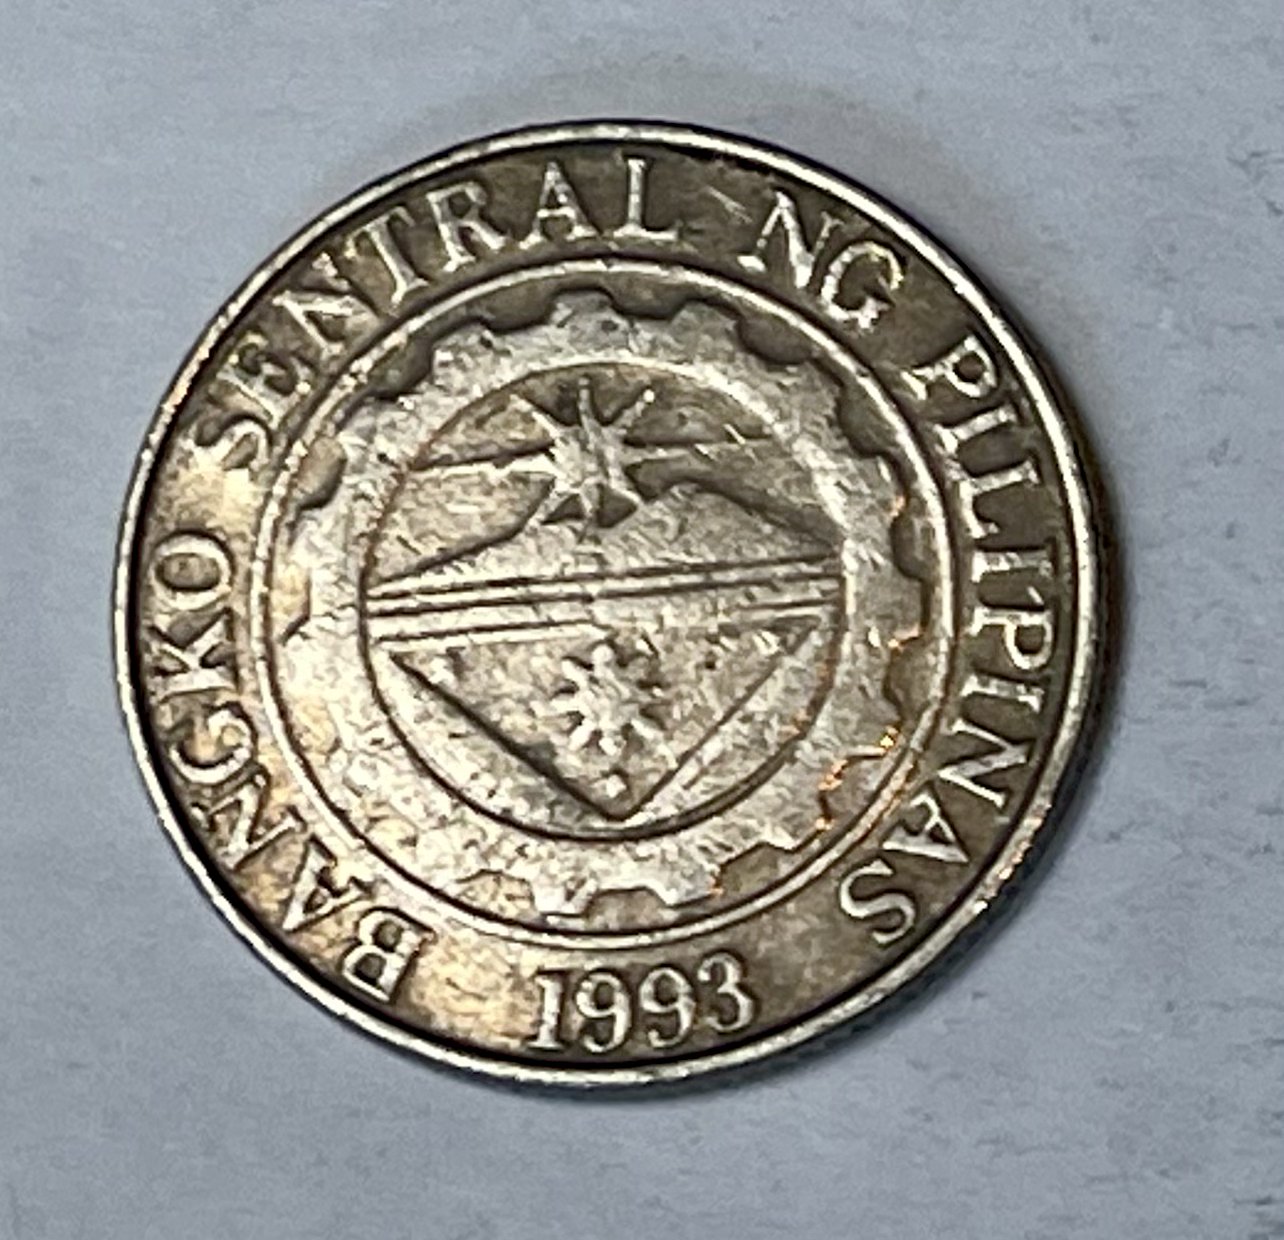 BANGKO SENTRAL NG PILIPINAS
1993